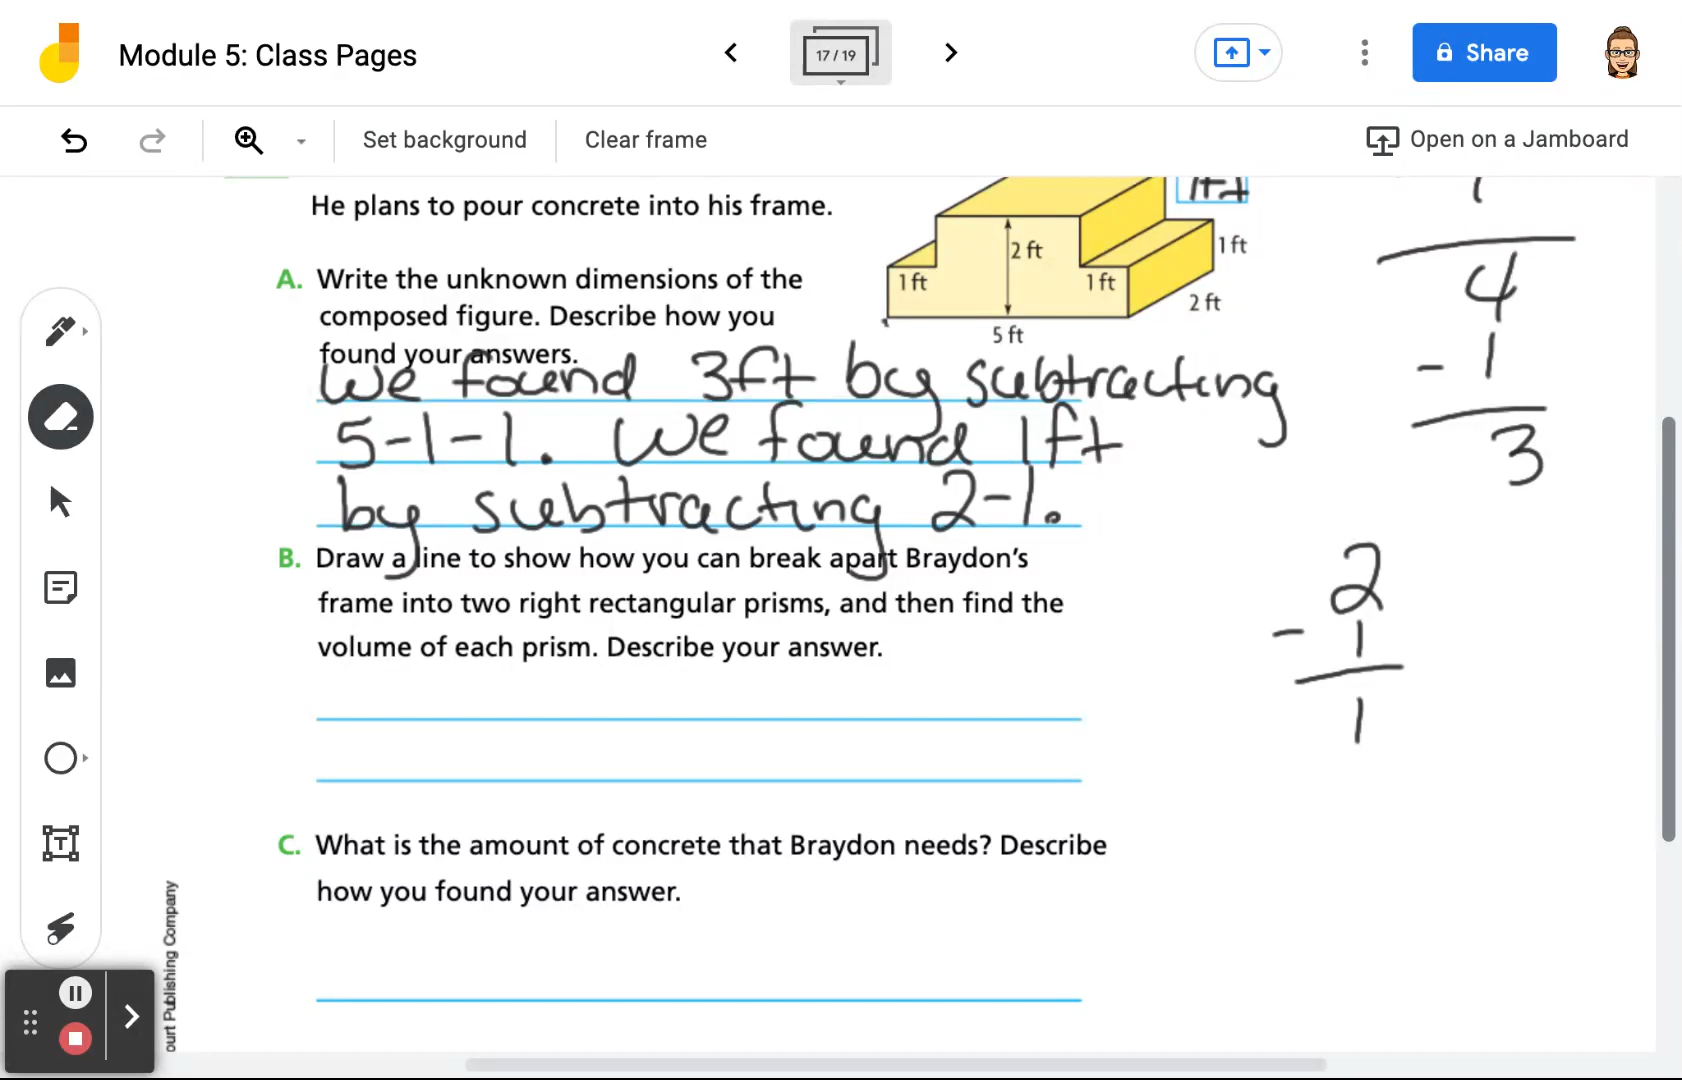 Module 5: Class Pages
17 / 19
Share
Set background
Clear frame
Open on a Jamboard
He plans to pour concrete into his frame.
1ft
2 ft
1 ft
1 ft
1 ft
2 ft
5 ft
A. Write the unknown dimensions of the
composed figure. Describe how you
found your answers.
We found 3ft by subtracting
5-1-1. We found 1ft
by subtracting 2-1.
1
4
- 1
3
B. Draw a line to show how you can break apart Braydon's
frame into two right rectangular prisms, and then find the
volume of each prism. Describe your answer.
2
- 1
1
C. What is the amount of concrete that Braydon needs? Describe
how you found your answer.
ourt Publishing Company